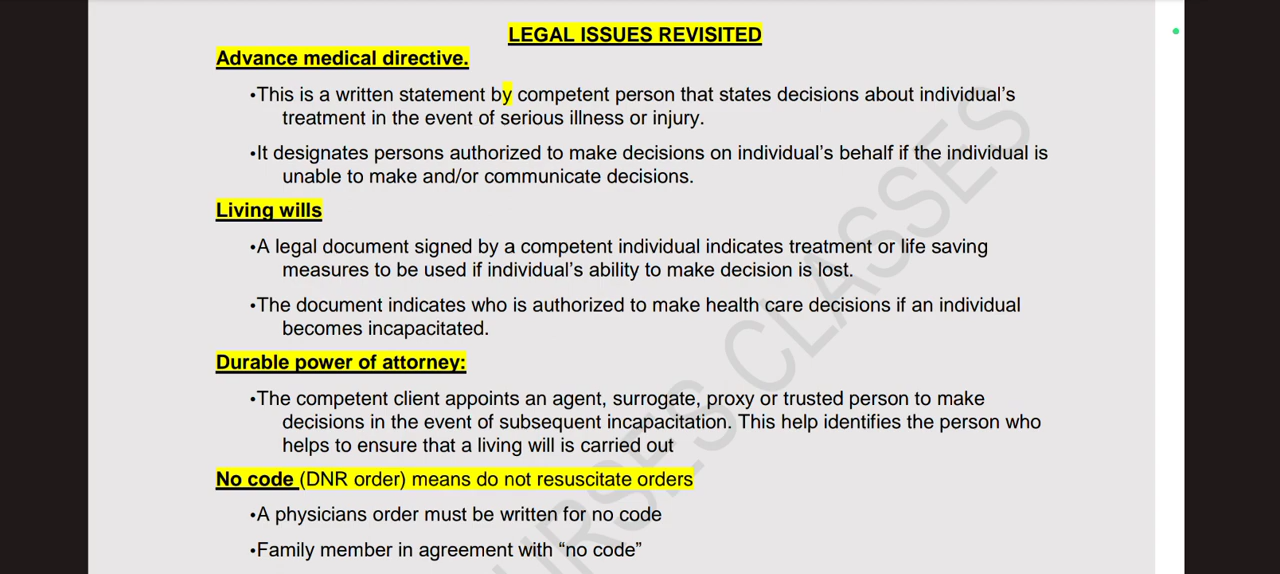 LEGAL ISSUES REVISITED
Advance medical directive.
•This is a written statement by competent person that states decisions about individual’s
treatment in the event of serious illness or injury.
•It designates persons authorized to make decisions on individual’s behalf if the individual is
unable to make and/or communicate decisions.
Living wills
•A legal document signed by a competent individual indicates treatment or life saving
measures to be used if individual’s ability to make decision is lost.
•The document indicates who is authorized to make health care decisions if an individual
becomes incapacitated.
Durable power of attorney:
•The competent client appoints an agent, surrogate, proxy or trusted person to make
decisions in the event of subsequent incapacitation. This help identifies the person who
helps to ensure that a living will is carried out
No code (DNR order) means do not resuscitate orders
•A physicians order must be written for no code
•Family member in agreement with “no code”
CLASSES